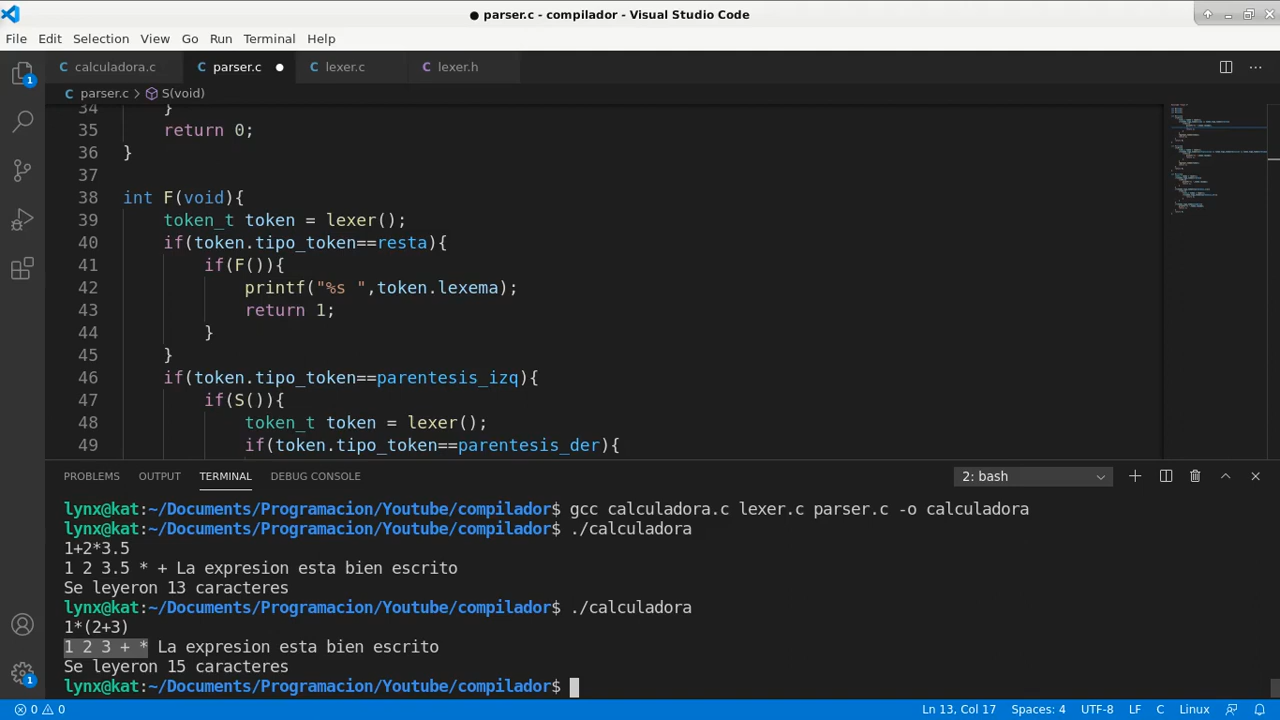 ● parser.c - compilador - Visual Studio Code
File Edit Selection View Go Run Terminal Help
C calculadora.c C parser.c ● C lexer.c C lexer.h
C parser.c > S(void)
34 }
35 return 0;
36 }
37
38 int F(void){
39 token_t token = lexer();
40 if(token.tipo_token==resta){
41 if(F()){
42 printf("%s ",token.lexema);
43 return 1;
44 }
45 }
46 if(token.tipo_token==parentesis_izq){
47 if(S()){
48 token_t token = lexer();
49 if(token.tipo_token==parentesis_der){
1
PROBLEMS OUTPUT TERMINAL DEBUG CONSOLE 2: bash
lynx@kat:~/Documents/Programacion/Youtube/compilador$ gcc calculadora.c lexer.c parser.c -o calculadora
lynx@kat:~/Documents/Programacion/Youtube/compilador$ ./calculadora
1+2*3.5
1 2 3.5 * + La expresion esta bien escrito
Se leyeron 13 caracteres
lynx@kat:~/Documents/Programacion/Youtube/compilador$ ./calculadora
1*(2+3)
1 2 3 + * La expresion esta bien escrito
Se leyeron 15 caracteres
lynx@kat:~/Documents/Programacion/Youtube/compilador$
1
0 0 Ln 13, Col 17 Spaces: 4 UTF-8 LF C Linux